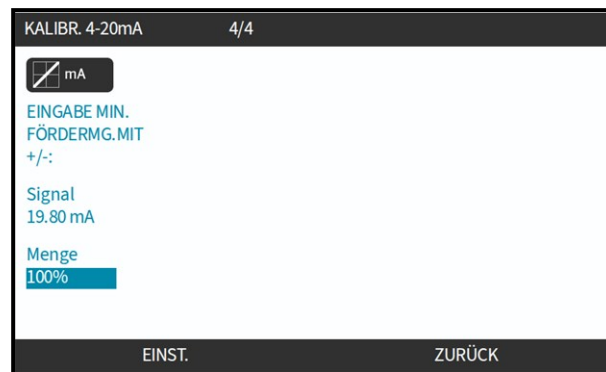 KALIBR. 4-20mA 4/4
mA
EINGABE MIN.
FÖRDERMG.MIT
+/-:
Signal
19.80 mA
Menge
100%
EINST. ZURÜCK